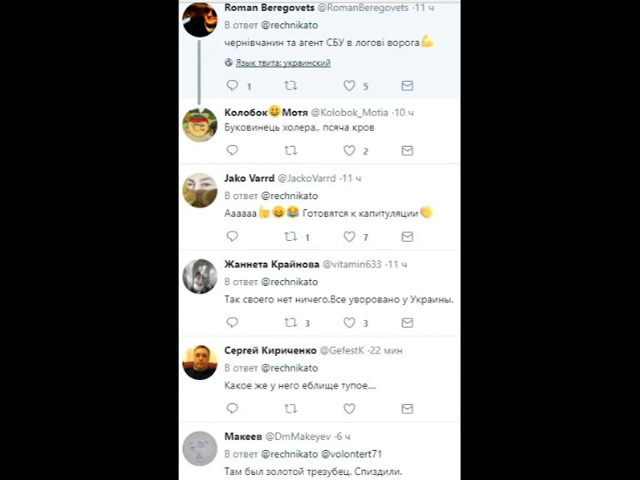 Roman Beregovets @RomanBeregovets ·11 ч
В ответ @rechnikato
чернівчанин та агент СБУ в логові ворога💪
Язык твита: украинский
1 5
Колобок😀Мотя @Kolobok_Motia ·10 ч
Буковинець холера.. псяча кров
2
Jako Varrd @JackoVarrd ·11 ч
В ответ @rechnikato
Аааааа👍😀😂 Готовятся к капитуляции👏
1 7
Жаннета Крайнова @vitamin633 ·11 ч
В ответ @rechnikato
Так своего нет ничего.Все уворовано у Украины.
3 3
Сергей Кириченко @GefestK ·22 мин
В ответ @rechnikato
Какое же у него еблище тупое....
Макеев @DmMakeyev ·6 ч
В ответ @rechnikato @volontert71
Там был золотой трезубец. Спиздили.